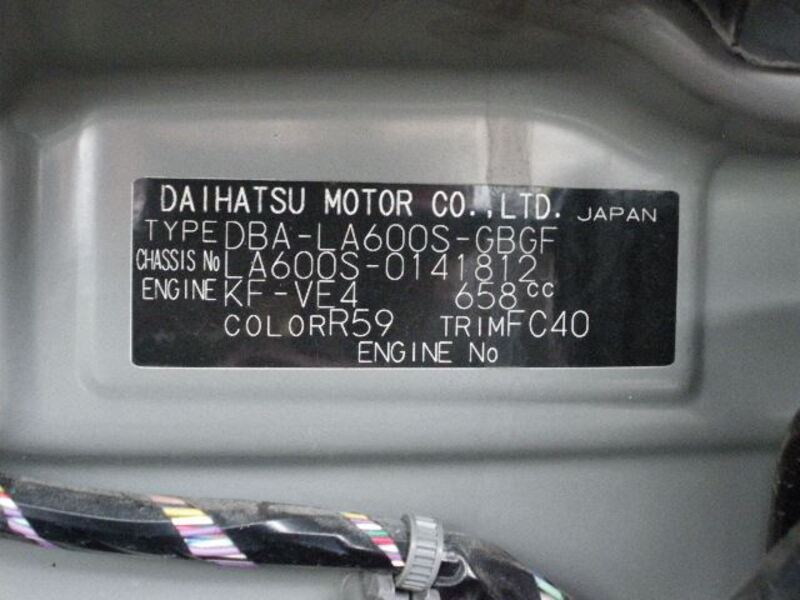 DAIHATSU MOTOR CO.,LTD. JAPAN
TYPE DBA-LA600S-GBGF
CHASSIS No LA600S-0141812
ENGINE KF-VE4 658cc
COLOR R59 TRIM FC40
ENGINE No